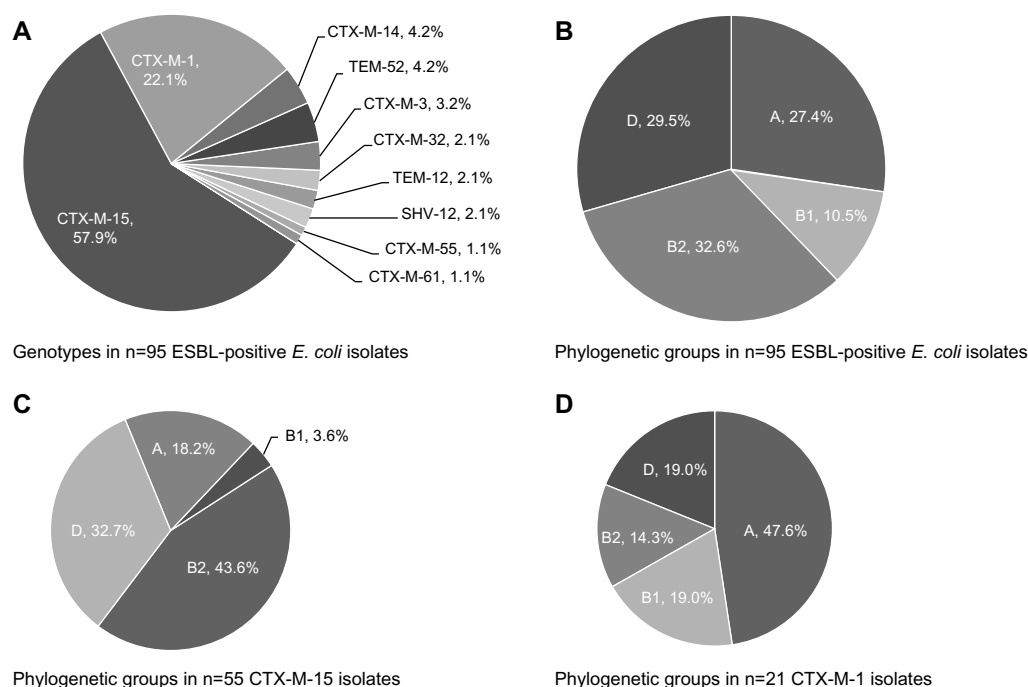 A
CTX-M-1,
22.1%
CTX-M-14, 4.2%
TEM-52, 4.2%
CTX-M-3, 3.2%
CTX-M-32, 2.1%
TEM-12, 2.1%
SHV-12, 2.1%
CTX-M-55, 1.1%
CTX-M-61, 1.1%
CTX-M-15,
57.9%
Genotypes in n=95 ESBL-positive E. coli isolates
B
D, 29.5%
A, 27.4%
B1, 10.5%
B2, 32.6%
Phylogenetic groups in n=95 ESBL-positive E. coli isolates
C
A, 18.2%
B1, 3.6%
D, 32.7%
B2, 43.6%
Phylogenetic groups in n=55 CTX-M-15 isolates
D
D, 19.0%
A, 47.6%
B2, 14.3%
B1, 19.0%
Phylogenetic groups in n=21 CTX-M-1 isolates